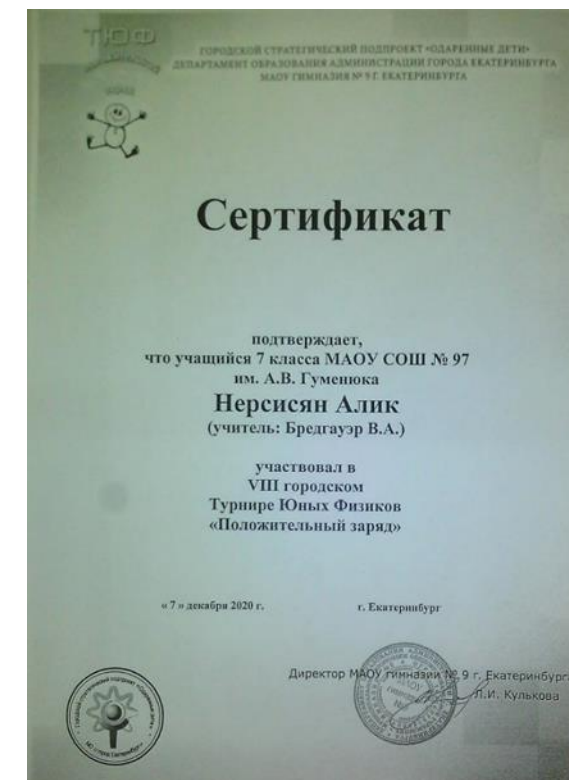 ТЮФ
ГОРОДСКОЙ СТРАТЕГИЧЕСКИЙ ПОДПРОЕКТ «ОДАРЕННЫЕ ДЕТИ»
ДЕПАРТАМЕНТ ОБРАЗОВАНИЯ АДМИНИСТРАЦИИ ГОРОДА ЕКАТЕРИНБУРГА
МАОУ ГИМНАЗИЯ № 9 Г. ЕКАТЕРИНБУРГА
Сертификат
подтверждает,
что учащийся 7 класса МАОУ СОШ № 97
им. А.В. Гуменюка
Нерсисян Алик
(учитель: Бредгауэр В.А.)
участвовал в
VIII городском
Турнире Юных Физиков
«Положительный заряд»
« 7 » декабря 2020 г. г. Екатеринбург
Директор МАОУ гимназии № 9 г. Екатеринбурга
Л.И. Кулькова